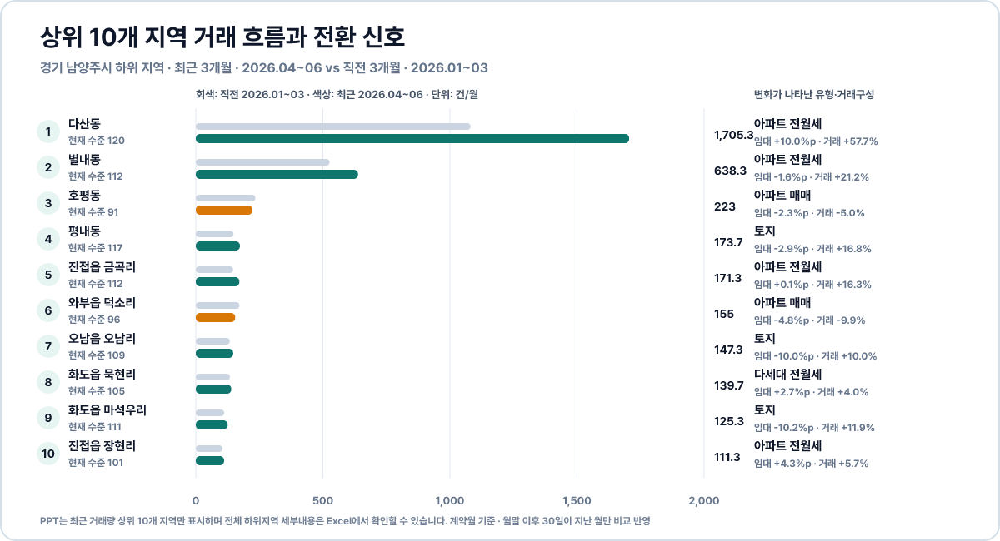 상위 10개 지역 거래 흐름과 전환 신호
경기 남양주시 하위 지역 · 최근 3개월 · 2026.04~06 vs 직전 3개월 · 2026.01~03
회색: 직전 2026.01~03 · 색상: 최근 2026.04~06 · 단위: 건/월
변화가 나타난 유형·거래구성
1 다산동 1,705.3 아파트 전월세
현재 수준 120 임대 +10.0%p · 거래 +57.7%
2 별내동 638.3 아파트 전월세
현재 수준 112 임대 -1.6%p · 거래 +21.2%
3 호평동 223 아파트 매매
현재 수준 91 임대 -2.3%p · 거래 -5.0%
4 평내동 173.7 토지
현재 수준 117 임대 -2.9%p · 거래 +16.8%
5 진접읍 금곡리 171.3 아파트 전월세
현재 수준 112 임대 +0.1%p · 거래 +16.3%
6 와부읍 덕소리 155 아파트 매매
현재 수준 96 임대 -4.8%p · 거래 -9.9%
7 오남읍 오남리 147.3 토지
현재 수준 109 임대 -10.0%p · 거래 +10.0%
8 화도읍 묵현리 139.7 다세대 전월세
현재 수준 105 임대 +2.7%p · 거래 +4.0%
9 화도읍 마석우리 125.3 토지
현재 수준 111 임대 -10.2%p · 거래 +11.9%
10 진접읍 장현리 111.3 아파트 전월세
현재 수준 101 임대 +4.3%p · 거래 +5.7%
0 500 1,000 1,500 2,000
PPT는 최근 거래량 상위 10개 지역만 표시하며 전체 하위지역 세부내용은 Excel에서 확인할 수 있습니다. 계약월 기준 · 월말 이후 30일이 지난 월만 비교 반영